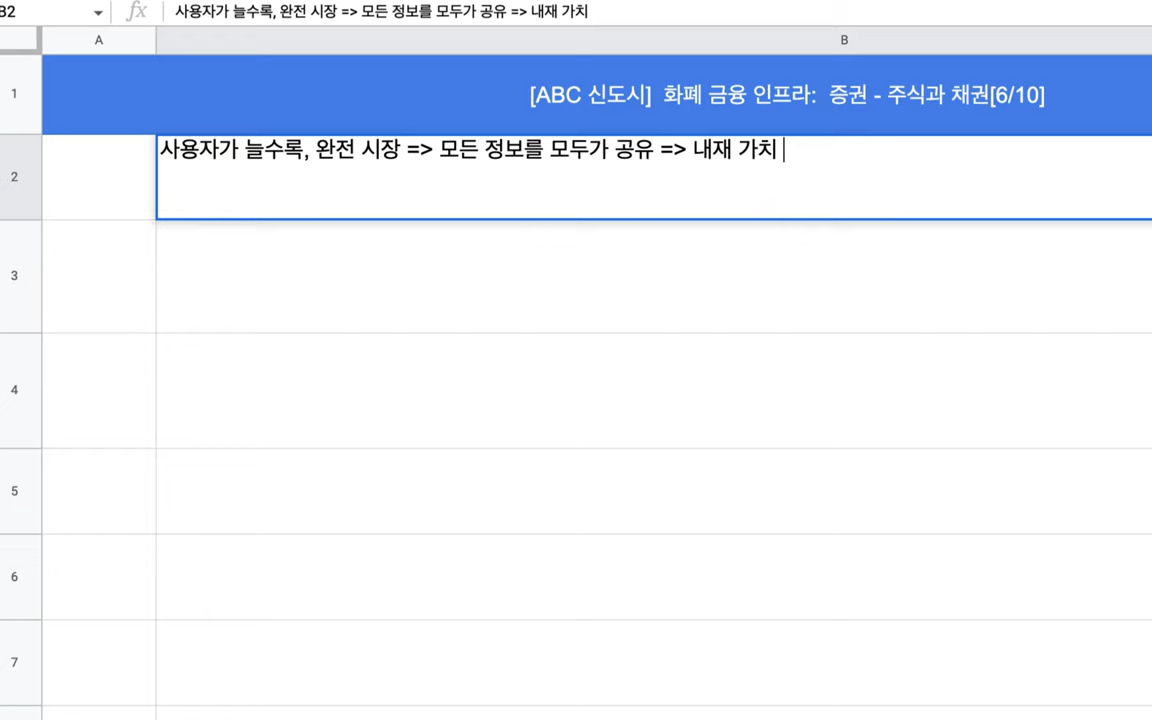 B2 fx 사용자가 늘수록, 완전 시장 => 모든 정보를 모두가 공유 => 내재 가치
A B
1 [ABC 신도시] 화폐 금융 인프라: 증권 - 주식과 채권[6/10]
2 사용자가 늘수록, 완전 시장 => 모든 정보를 모두가 공유 => 내재 가치
3
4
5
6
7